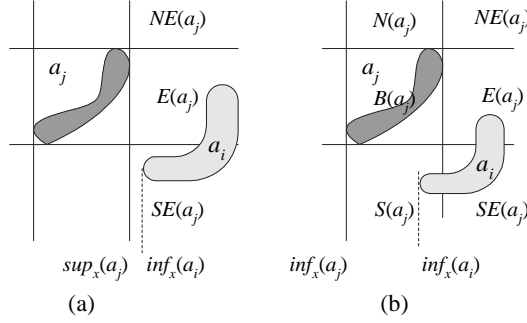 NE(a_j) N(a_j) NE(a_j)
a_j a_j
E(a_j) B(a_j) E(a_j)
a_i a_i
SE(a_j) S(a_j) SE(a_j)
sup_x(a_j) inf_x(a_i) inf_x(a_j) inf_x(a_i)
(a) (b)